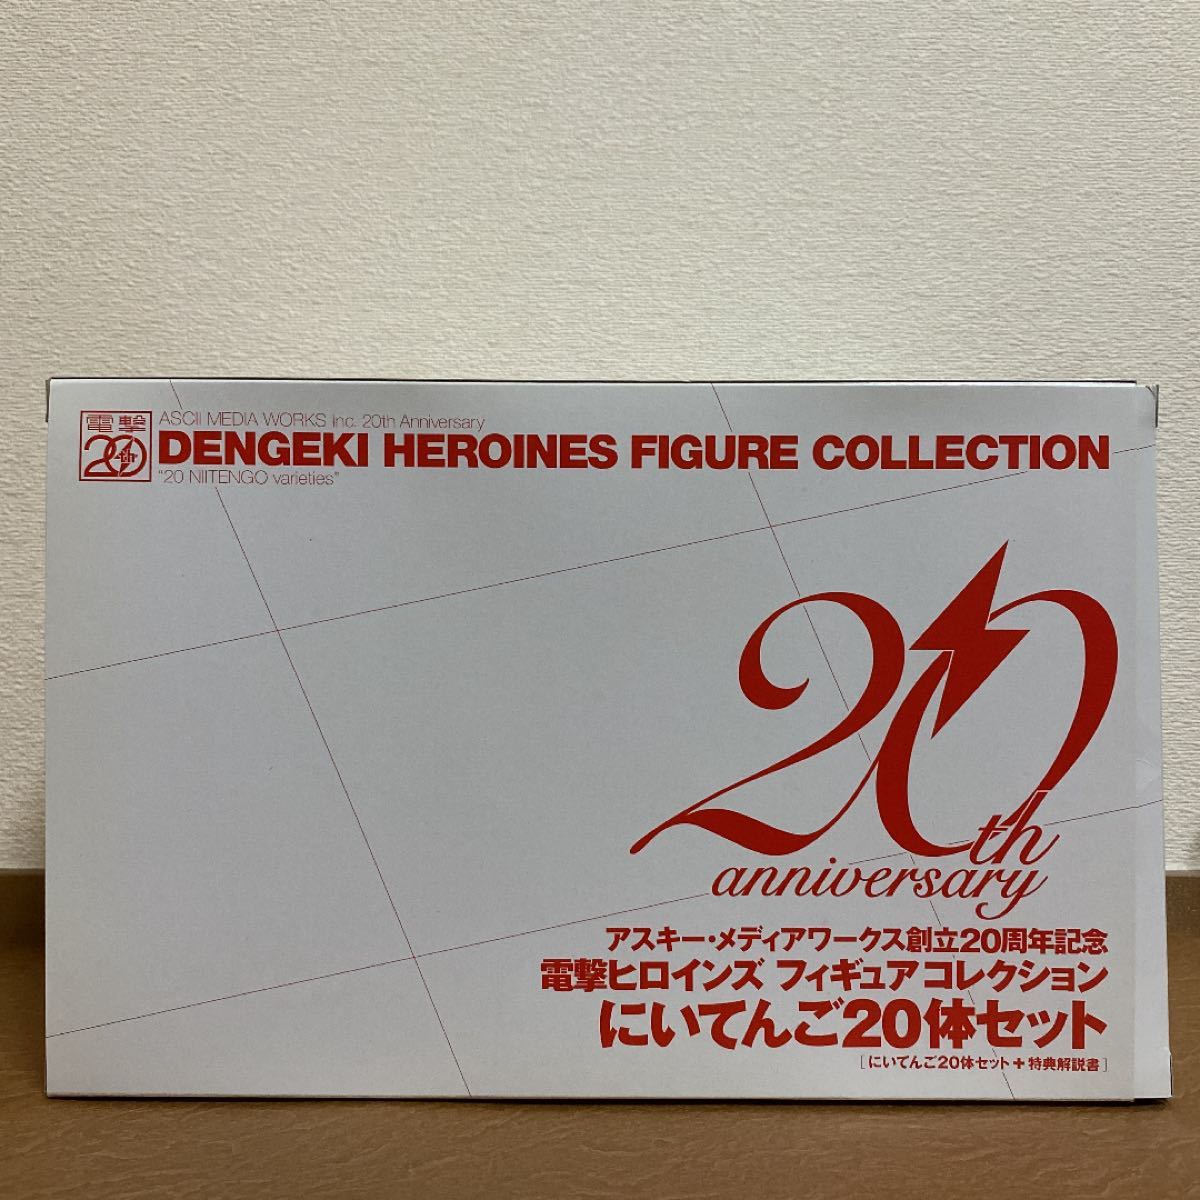 電撃
20th
ASCII MEDIA WORKS Inc. 20th Anniversary
DENGEKI HEROINES FIGURE COLLECTION
"20 NIITENGO varieties"
20th
anniversary
アスキー・メディアワークス創立20周年記念
電撃ヒロインズ フィギュア コレクション
にいてんご20体セット
[にいてんご20体セット+特典解説書]